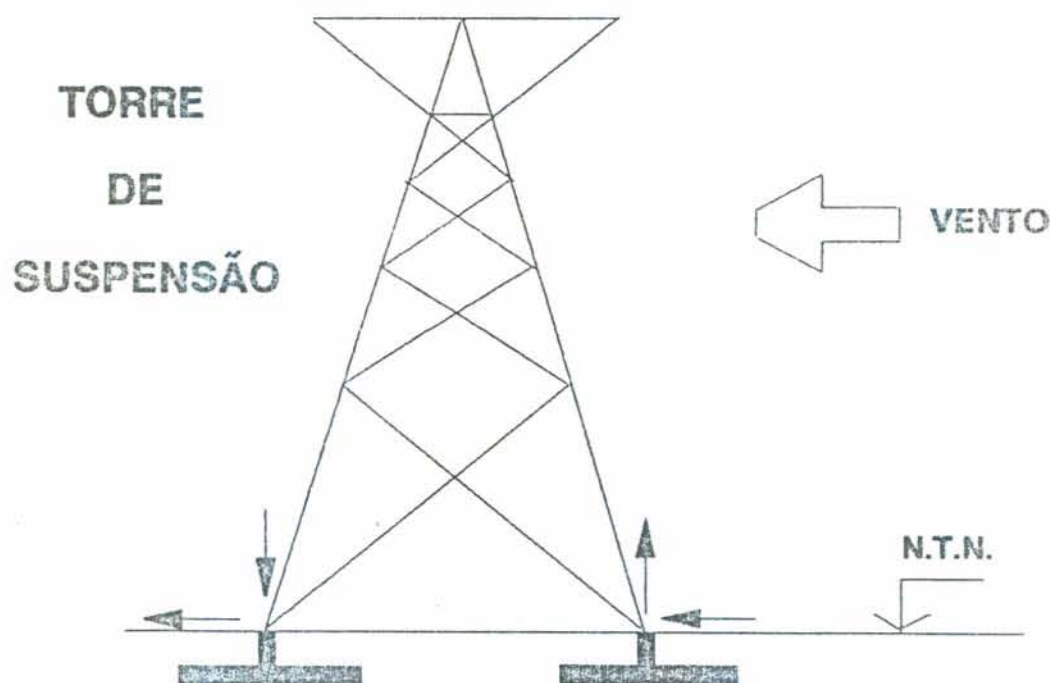 TORRE
DE
SUSPENSÃO
VENTO
N.T.N.